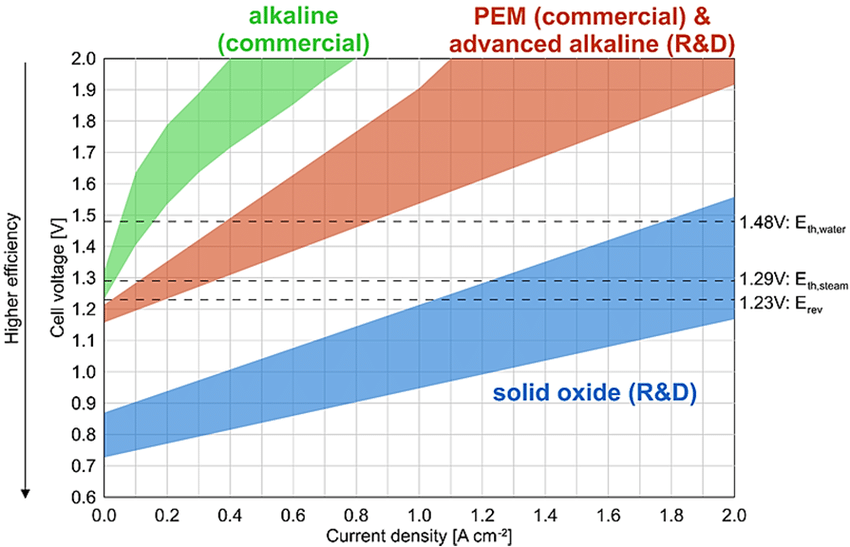 alkaline
(commercial)
PEM (commercial) &
advanced alkaline (R&D)
Higher efficiency
Cell voltage [V]
2.0
1.9
1.8
1.7
1.6
1.5
1.4
1.3
1.2
1.1
1.0
0.9
0.8
0.7
0.6
1.48V: Eth,water
1.29V: Eth,steam
1.23V: Erev
solid oxide (R&D)
0.0 0.2 0.4 0.6 0.8 1.0 1.2 1.4 1.6 1.8 2.0
Current density [A cm⁻²]